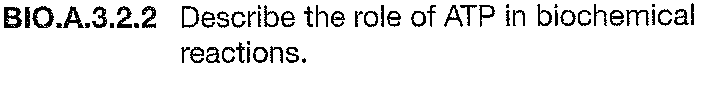 BIO.A.3.2.2 Describe the role of ATP in biochemical
reactions.